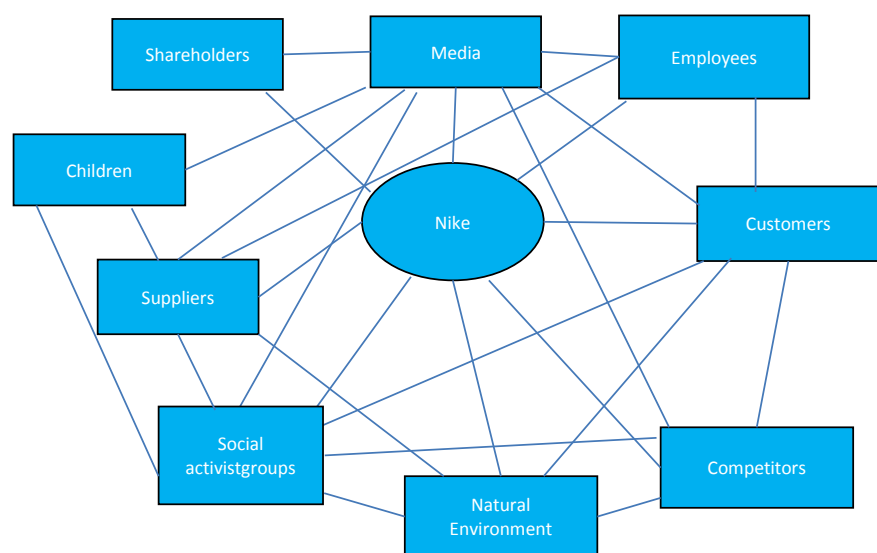 Shareholders
Media
Employees
Children
Nike
Customers
Suppliers
Social
activistgroups
Natural
Environment
Competitors